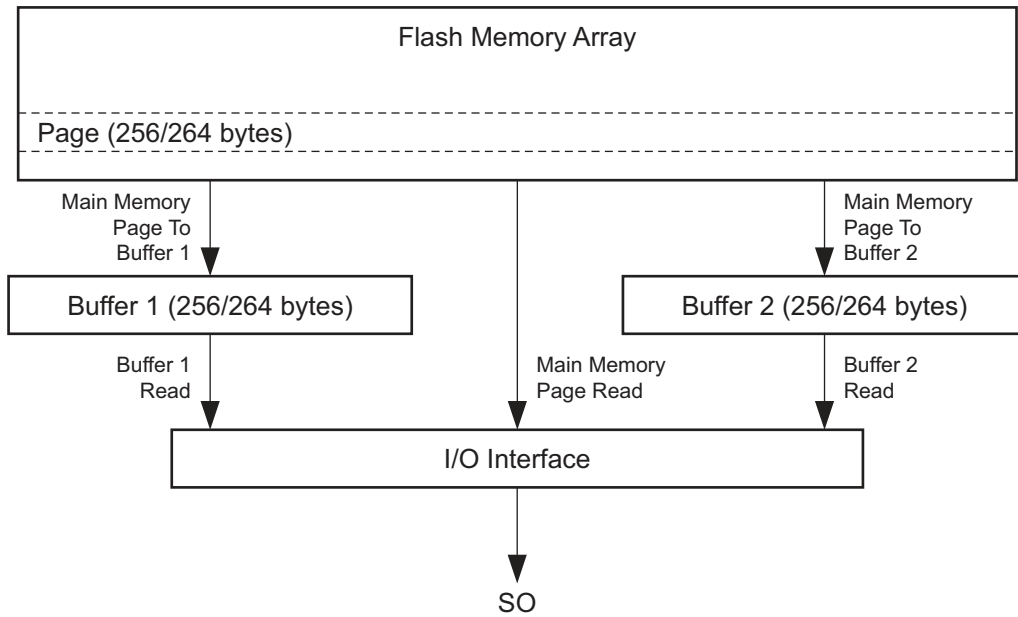 Flash Memory Array
Page (256/264 bytes)
Main Memory
Page To
Buffer 1
Main Memory
Page To
Buffer 2
Buffer 1 (256/264 bytes)
Buffer 2 (256/264 bytes)
Buffer 1
Read
Main Memory
Page Read
Buffer 2
Read
I/O Interface
SO